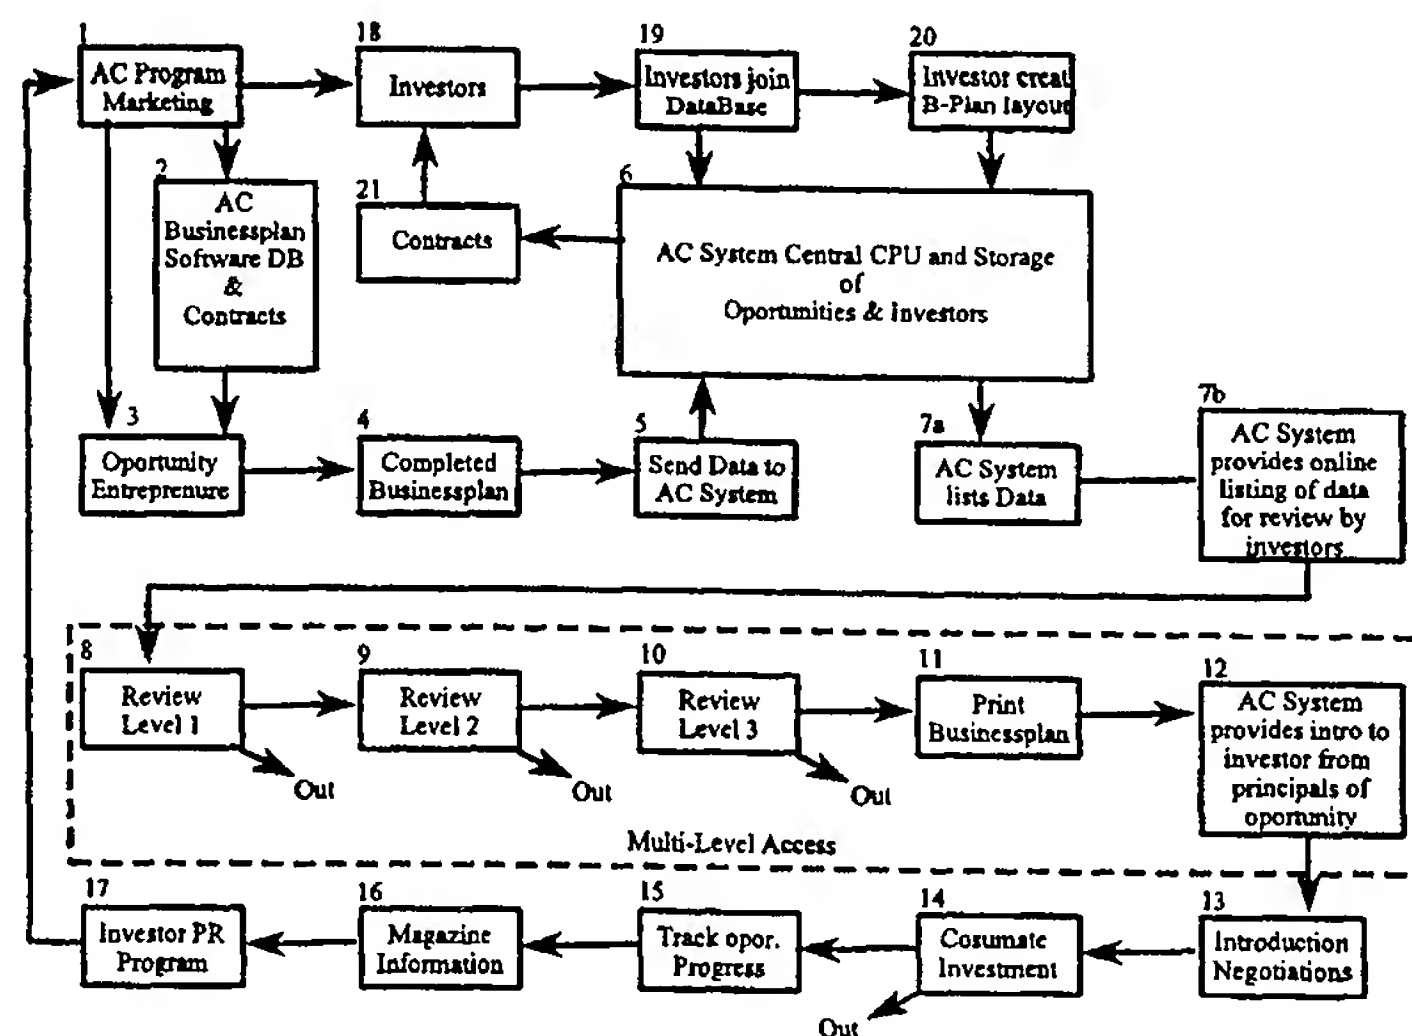 1
AC Program
Marketing
18
Investors
19
Investors join
DataBase
20
Investor creat
B-Plan layout
2
AC
Businessplan
Software DB
&
Contracts
21
Contracts
6
AC System Central CPU and Storage
of
Oportunities & Investors
3
Oportunity
Entreprenure
4
Completed
Businessplan
5
Send Data to
AC System
7a
AC System
lists Data
7b
AC System
provides online
listing of data
for review by
investors
8
Review
Level 1
Out
9
Review
Level 2
Out
10
Review
Level 3
Out
11
Print
Businessplan
12
AC System
provides intro to
investor from
principals of
oportunity
Multi-Level Access
17
Investor PR
Program
16
Magazine
Information
15
Track opor.
Progress
14
Cosumate
Investment
Out
13
Introduction
Negotiations